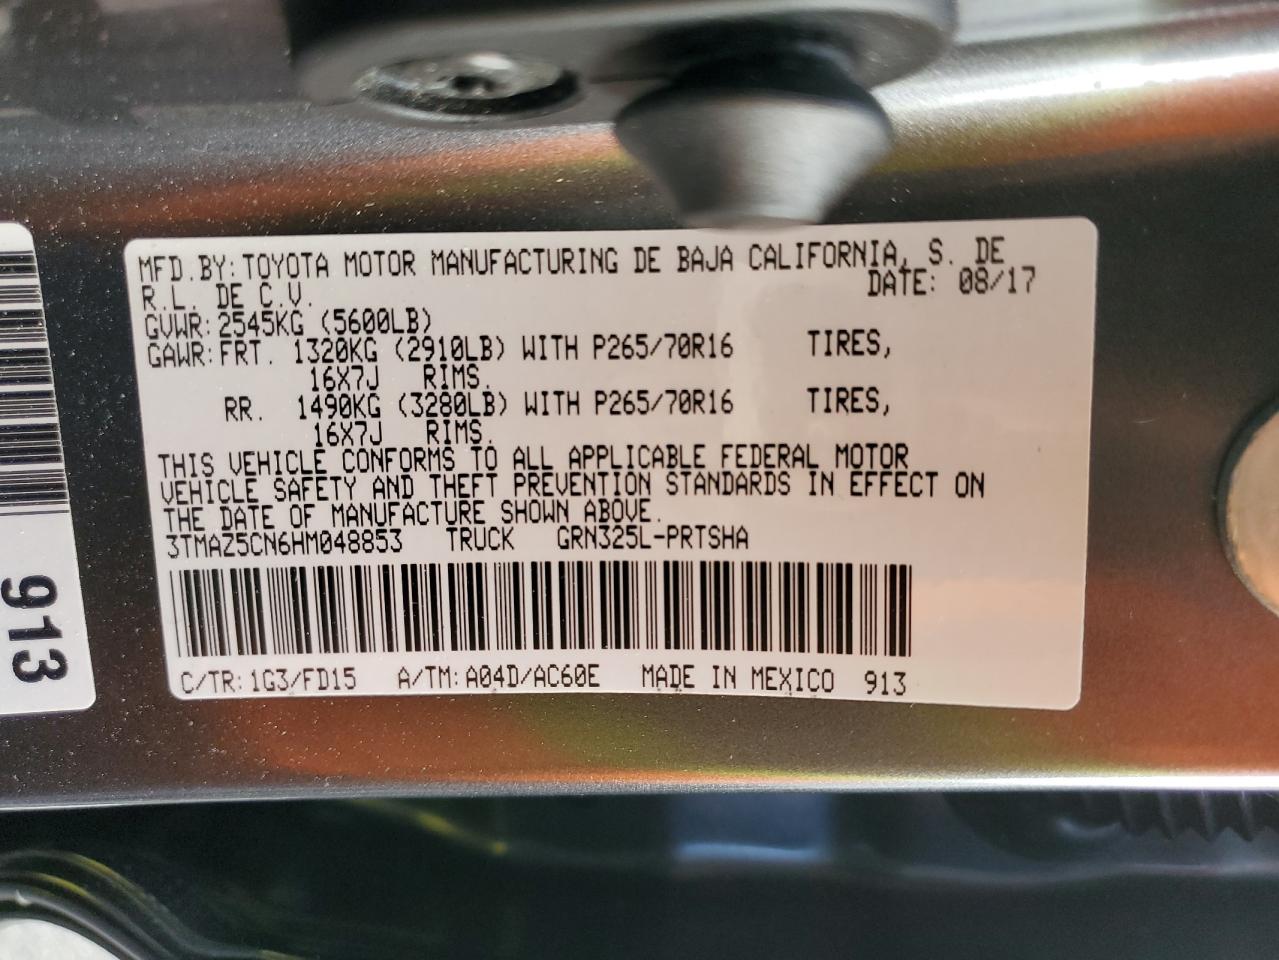 MFD.BY:TOYOTA MOTOR MANUFACTURING DE BAJA CALIFORNIA, S. DE
R.L. DE C.V. DATE: 08/17
GVWR:2545KG (5600LB)
GAWR:FRT. 1320KG (2910LB) WITH P265/70R16 TIRES,
16X7J RIMS.
RR. 1490KG (3280LB) WITH P265/70R16 TIRES,
16X7J RIMS.
THIS VEHICLE CONFORMS TO ALL APPLICABLE FEDERAL MOTOR
VEHICLE SAFETY AND THEFT PREVENTION STANDARDS IN EFFECT ON
THE DATE OF MANUFACTURE SHOWN ABOVE.
3TMAZ5CN6HM048853 TRUCK GRN325L-PRTSHA
C/TR:1G3/FD15 A/TM:A04D/AC60E MADE IN MEXICO 913
913